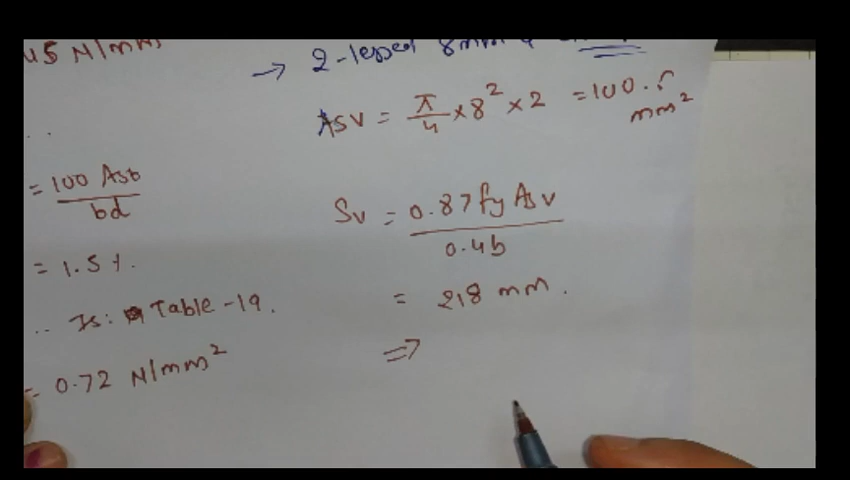 45 N/mm²
→ 2-legged 8mm
Asv = π/4 × 8² × 2 = 100.5 mm²
= 100 Ast / bd
Sv = 0.87 fy Asv / 0.4b
= 1.5 %.
= 218 mm.
.. Is: Table -19.
⇒
= 0.72 N/mm²